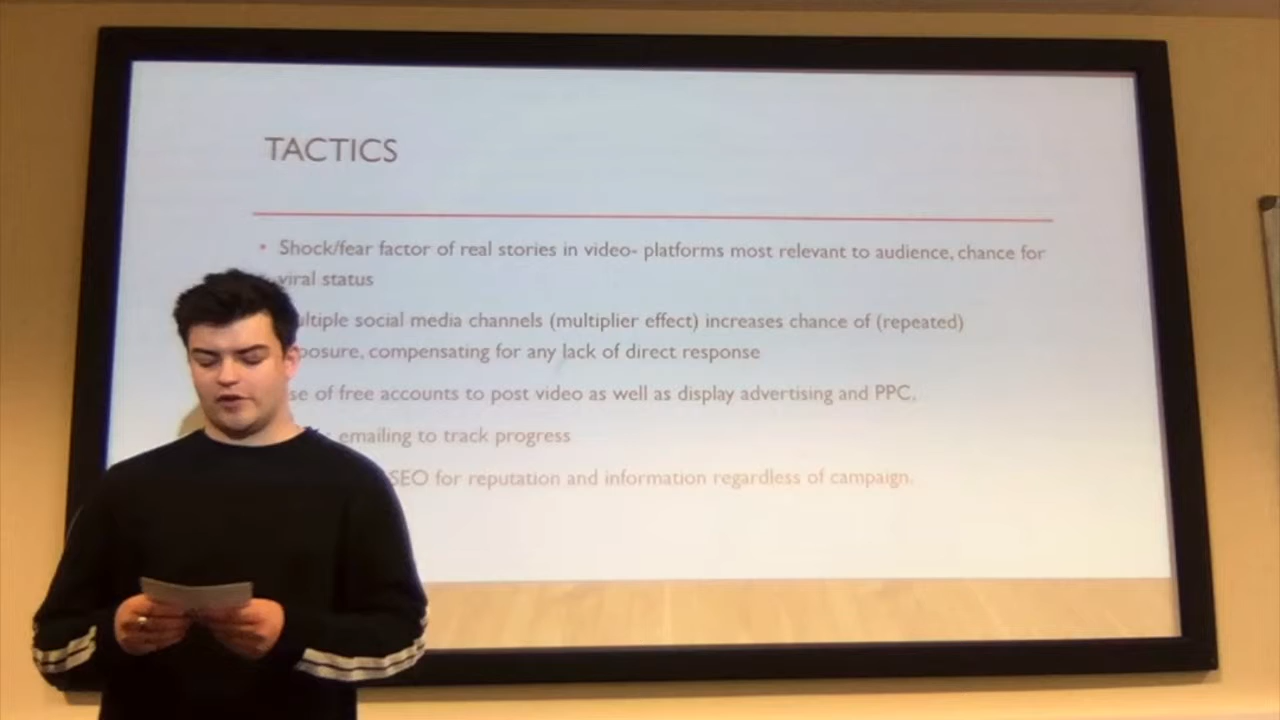 TACTICS
• Shock/fear factor of real stories in video- platforms most relevant to audience, chance for
viral status
social media channels (multiplier effect) increases chance of (repeated)
compensating for any lack of direct response
of free accounts to post video as well as display advertising and PPC,
emailing to track progress
SEO for reputation and information regardless of campaign.